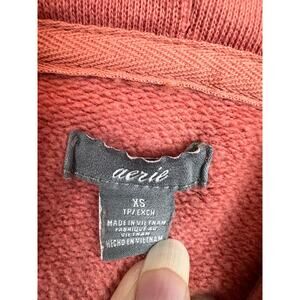 aerie
XS
TP/EXCH
MADE IN VIETNAM
FABRIQUÉ AU
VIETNAM
HECHO EN VIETNAM